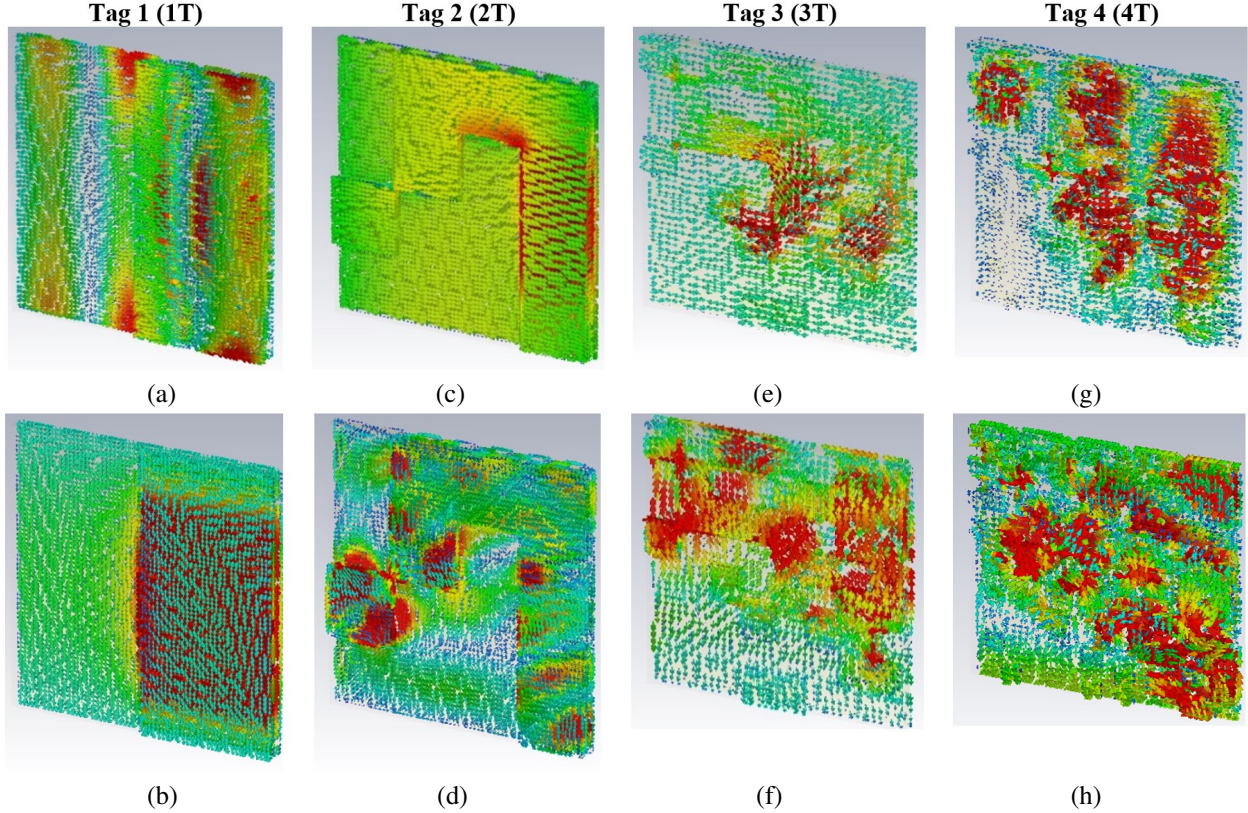 Tag 1 (1T) Tag 2 (2T) Tag 3 (3T) Tag 4 (4T)
(a) (c) (e) (g)
(b) (d) (f) (h)